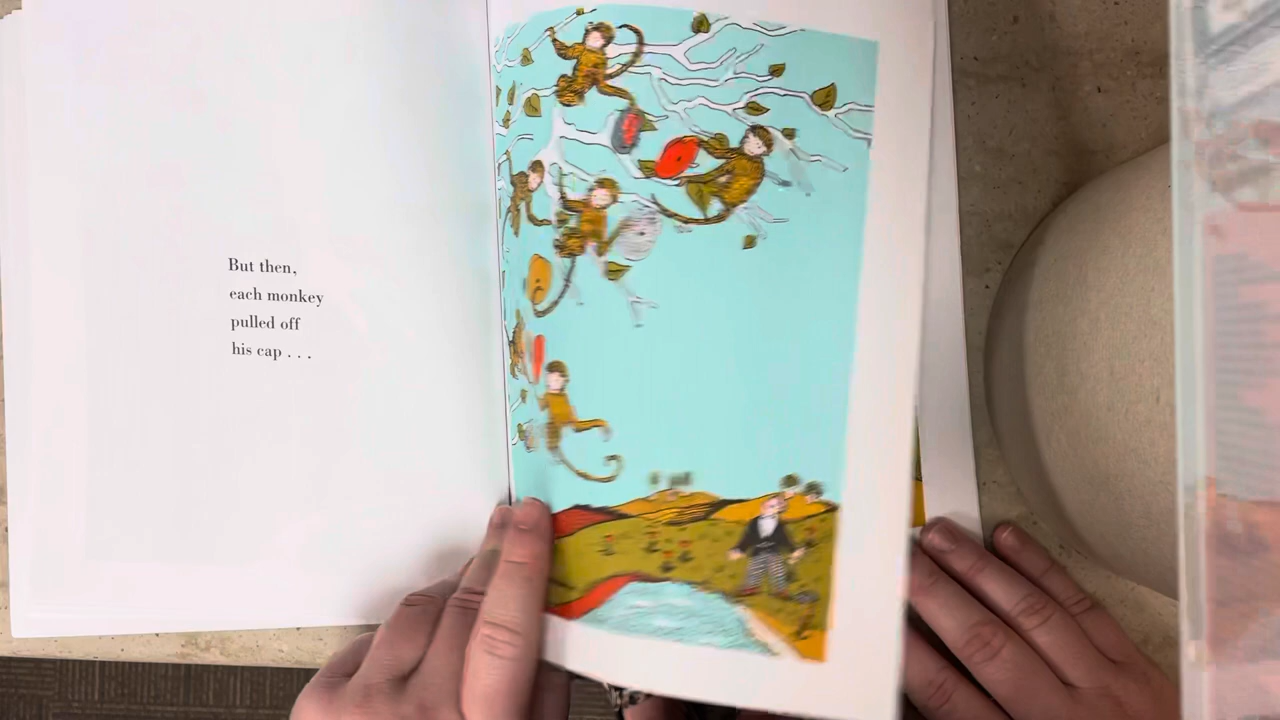 But then,
each monkey
pulled off
his cap . . .